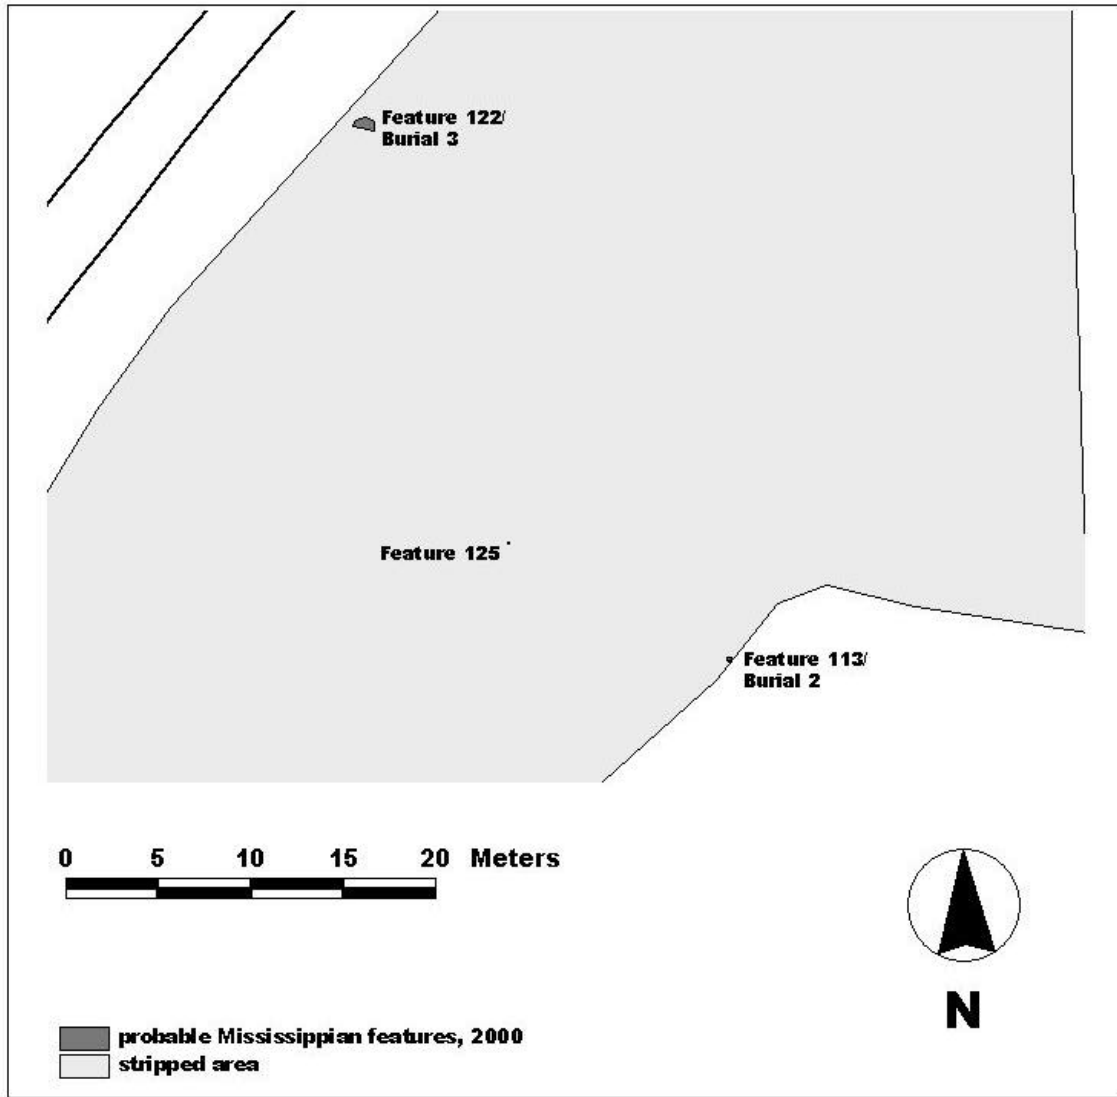 Feature 122/
Burial 3
Feature 125
Feature 113/
Burial 2
0 5 10 15 20 Meters
N
probable Mississippian features, 2000
stripped area